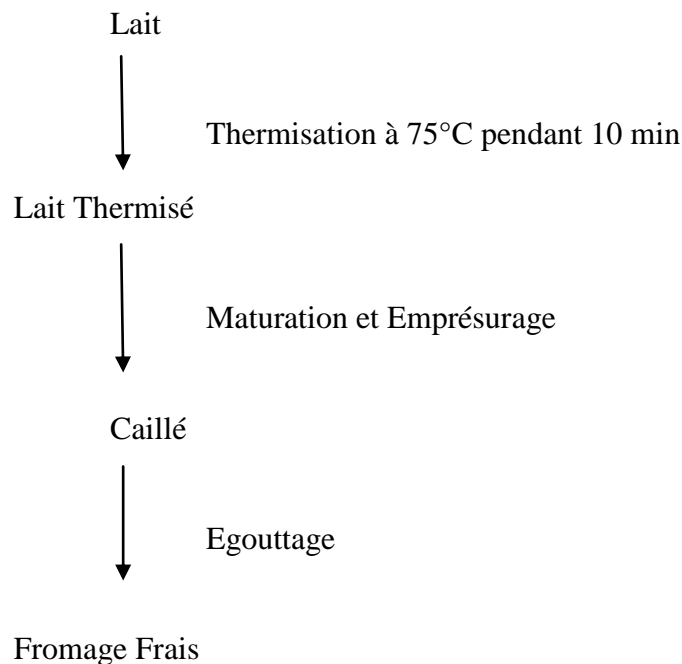 Lait
Thermisation à 75°C pendant 10 min
Lait Thermisé
Maturation et Emprésurage
Caillé
Egouttage
Fromage Frais